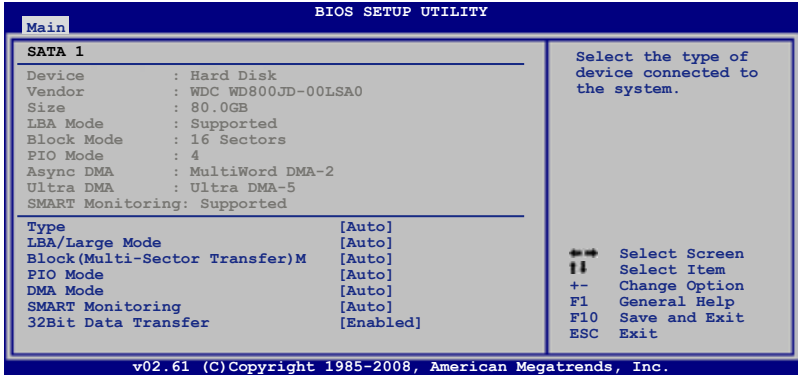 BIOS SETUP UTILITY
Main
SATA 1
Device : Hard Disk
Vendor : WDC WD800JD-00LSA0
Size : 80.0GB
LBA Mode : Supported
Block Mode : 16 Sectors
PIO Mode : 4
Async DMA : MultiWord DMA-2
Ultra DMA : Ultra DMA-5
SMART Monitoring: Supported
Type [Auto]
LBA/Large Mode [Auto]
Block(Multi-Sector Transfer)M [Auto]
PIO Mode [Auto]
DMA Mode [Auto]
SMART Monitoring [Auto]
32Bit Data Transfer [Enabled]
Select the type of
device connected to
the system.
←→ Select Screen
↑↓ Select Item
+- Change Option
F1 General Help
F10 Save and Exit
ESC Exit
v02.61 (C)Copyright 1985-2008, American Megatrends, Inc.